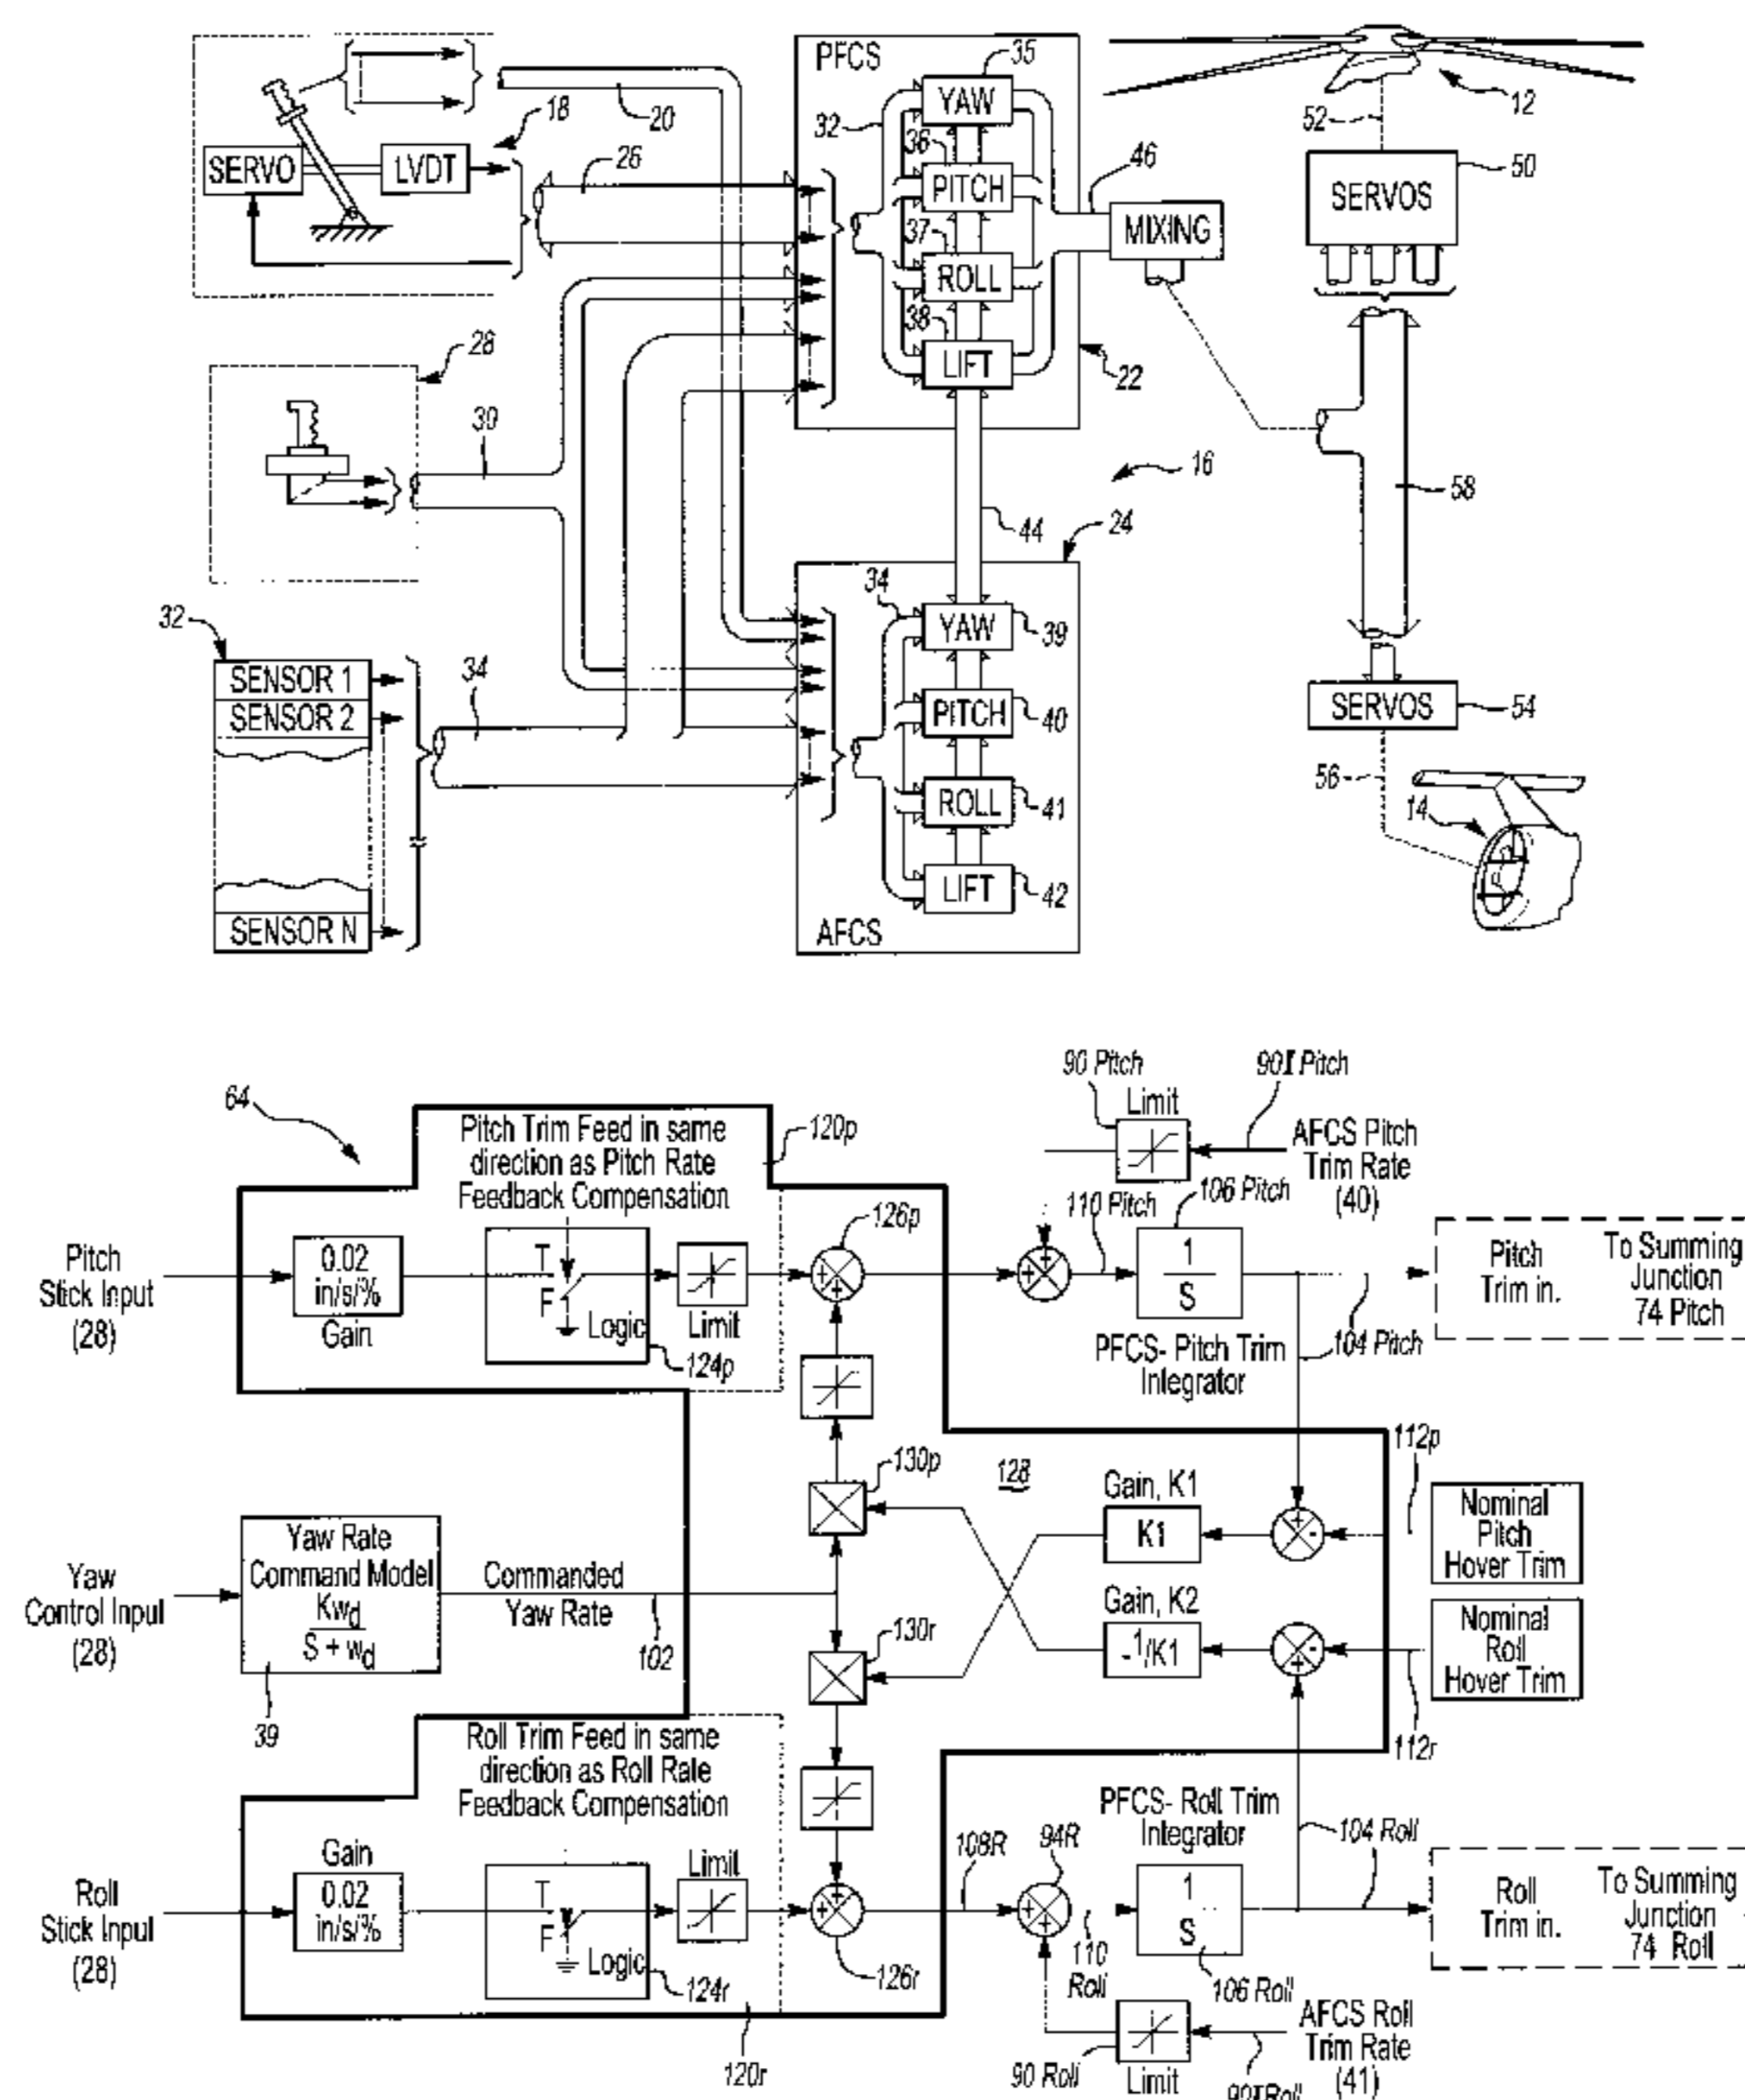 PFCS
35
YAW
32
20
18
SERVO
LVDT
26
36
PITCH
37
ROLL
38
LIFT
46
MIXING
12
52
SERVOS
50
22
28
30
16
44
24
58
34
YAW
39
PITCH
40
ROLL
41
LIFT
42
AFCS
32
SENSOR 1
SENSOR 2
SENSOR N
34
SERVOS
54
56
14
64
Pitch Trim Feed in same
direction as Pitch Rate
Feedback Compensation
120p
90 Pitch
Limit
90I Pitch
AFCS Pitch
Trim Rate
(40)
126p
110 Pitch
106 Pitch
Pitch
Stick Input
(28)
0.02
in/s/%
Gain
T
F
Logic
Limit
124p
1
S
PFCS- Pitch Trim
Integrator
104 Pitch
Pitch
Trim in.
To Summing
Junction
74 Pitch
112p
130p
128
Gain, K1
K1
Nominal
Pitch
Hover Trim
Yaw
Control Input
(28)
Yaw Rate
Command Model
Kwd
S + wd
39
Commanded
Yaw Rate
102
130r
Gain, K2
-1/K1
Nominal
Roll
Hover Trim
112r
Roll Trim Feed in same
direction as Roll Rate
Feedback Compensation
PFCS- Roll Trim
Integrator
104 Roll
Roll
Stick Input
(28)
Gain
0.02
in/s/%
T
F
Logic
124r
Limit
126r
108R
94R
110
Roll
1
S
106 Roll
Roll
Trim in.
To Summing
Junction
74 Roll
120r
90 Roll
Limit
90IRoll
AFCS Roll
Trim Rate
(41)